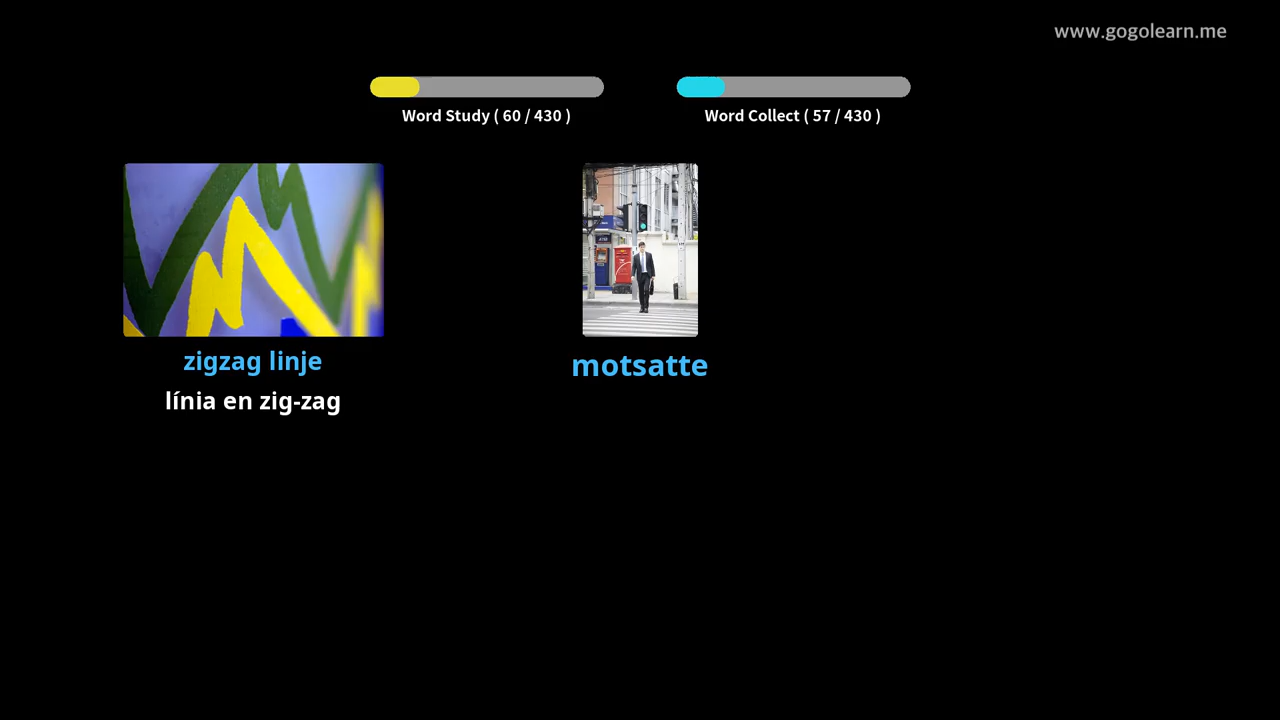 www.gogolearn.me
Word Study ( 60 / 430 )
Word Collect ( 57 / 430 )
zigzag linje
línia en zig-zag
motsatte